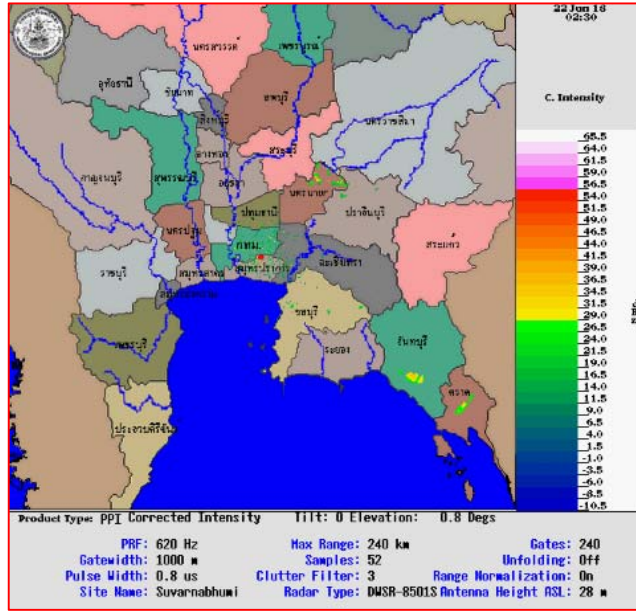 22 Jun 18
02:30
นครสวรรค์
เพชรบูรณ์
อุทัยธานี
ชัยนาท
ลพบุรี
สิงห์บุรี
นครราชสีมา
อ่างทอง
สระบุรี
กาญจนบุรี
สุพรรณบุรี
อยุธยา
นครนายก
ปราจีนบุรี
ปทุมธานี
นครปฐม
กทม.
สระแก้ว
ฉะเชิงเทรา
ราชบุรี
สมุทรสาคร
สมุทรปราการ
สมุทรสงคราม
ชลบุรี
เพชรบุรี
ระยอง
จันทบุรี
ตราด
ประจวบคีรีขันธ์
C. Intensity
65.5
64.0
61.5
59.0
56.5
54.0
51.5
49.0
46.5
44.0
41.5
39.0
36.5
34.0
31.5
29.0
26.5
24.0
21.5
19.0
16.5
14.0
11.5
9.0
6.5
4.0
1.5
-1.0
-3.5
-6.0
-8.5
-10.5
Product Type: PPI Corrected Intensity Tilt: 0 Elevation: 0.8 Degs
PRF: 620 Hz Max Range: 240 km Gates: 240
Gatewidth: 1000 m Samples: 52 Unfolding: Off
Pulse Width: 0.8 us Clutter Filter: 3 Range Normalization: On
Site Name: Suvarnabhumi Radar Type: DWSR-8501S Antenna Height ASL: 28 m